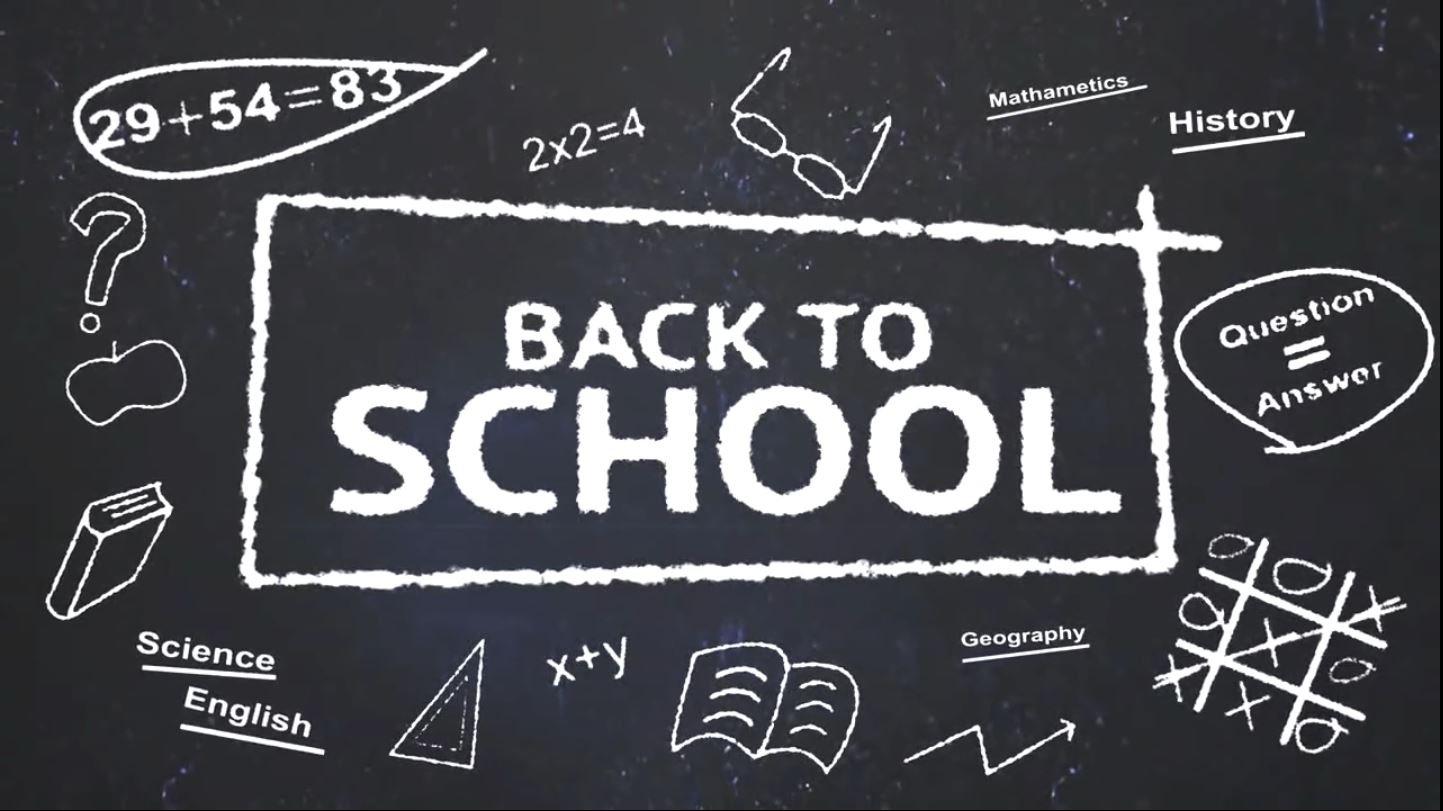 29+54=83
2x2=4
Mathametics
History
BACK TO
SCHOOL
Question
=
Answer
Science
English
x+y
Geography